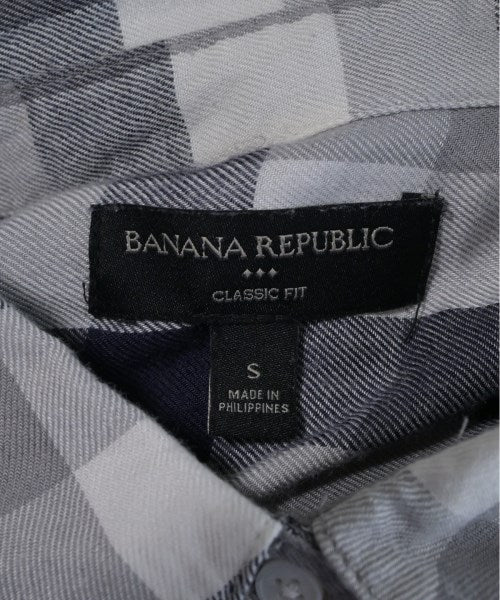 BANANA REPUBLIC
CLASSIC FIT
S
MADE IN
PHILIPPINES